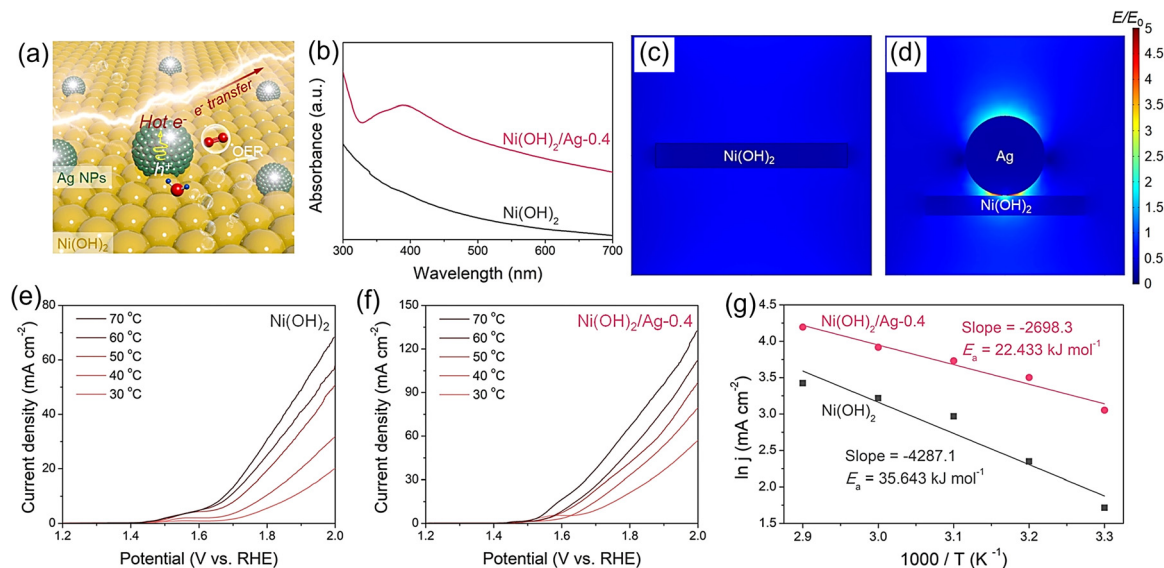 (a)
Hot e⁻ e⁻ transfer
h⁺
OER
Ag NPs
Ni(OH)₂
(b)
Absorbance (a.u.)
Ni(OH)₂/Ag-0.4
Ni(OH)₂
300 400 500 600 700
Wavelength (nm)
(c)
Ni(OH)₂
(d)
Ag
Ni(OH)₂
E/E₀
5
4.5
4
3.5
3
2.5
2
1.5
1
0.5
0
(e)
Ni(OH)₂
70 °C
60 °C
50 °C
40 °C
30 °C
80
60
40
20
0
Current density (mA cm⁻²)
1.2 1.4 1.6 1.8 2.0
Potential (V vs. RHE)
(f)
Ni(OH)₂/Ag-0.4
70 °C
60 °C
50 °C
40 °C
30 °C
150
120
90
60
30
0
Current density (mA cm⁻²)
1.2 1.4 1.6 1.8 2.0
Potential (V vs. RHE)
(g)
Ni(OH)₂/Ag-0.4
Slope = -2698.3
Eₐ = 22.433 kJ mol⁻¹
Ni(OH)₂
Slope = -4287.1
Eₐ = 35.643 kJ mol⁻¹
4.5
4.0
3.5
3.0
2.5
2.0
1.5
ln j (mA cm⁻²)
2.9 3.0 3.1 3.2 3.3
1000 / T (K⁻¹)